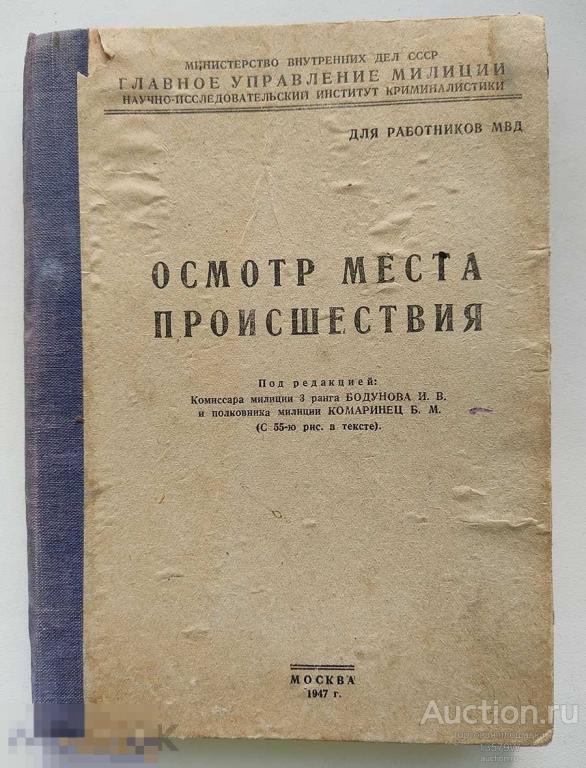 МИНИСТЕРСТВО ВНУТРЕННИХ ДЕЛ СССР
ГЛАВНОЕ УПРАВЛЕНИЕ МИЛИЦИИ
НАУЧНО-ИССЛЕДОВАТЕЛЬСКИЙ ИНСТИТУТ КРИМИНАЛИСТИКИ
ДЛЯ РАБОТНИКОВ МВД
ОСМОТР МЕСТА
ПРОИСШЕСТВИЯ
Под редакцией:
Комиссара милиции 3 ранга БОДУНОВА И. В.
и полковника милиции КОМАРИНЕЦ Б. М.
(С 55-ю рис. в тексте).
МОСКВА
1947 г.
Auction.ru